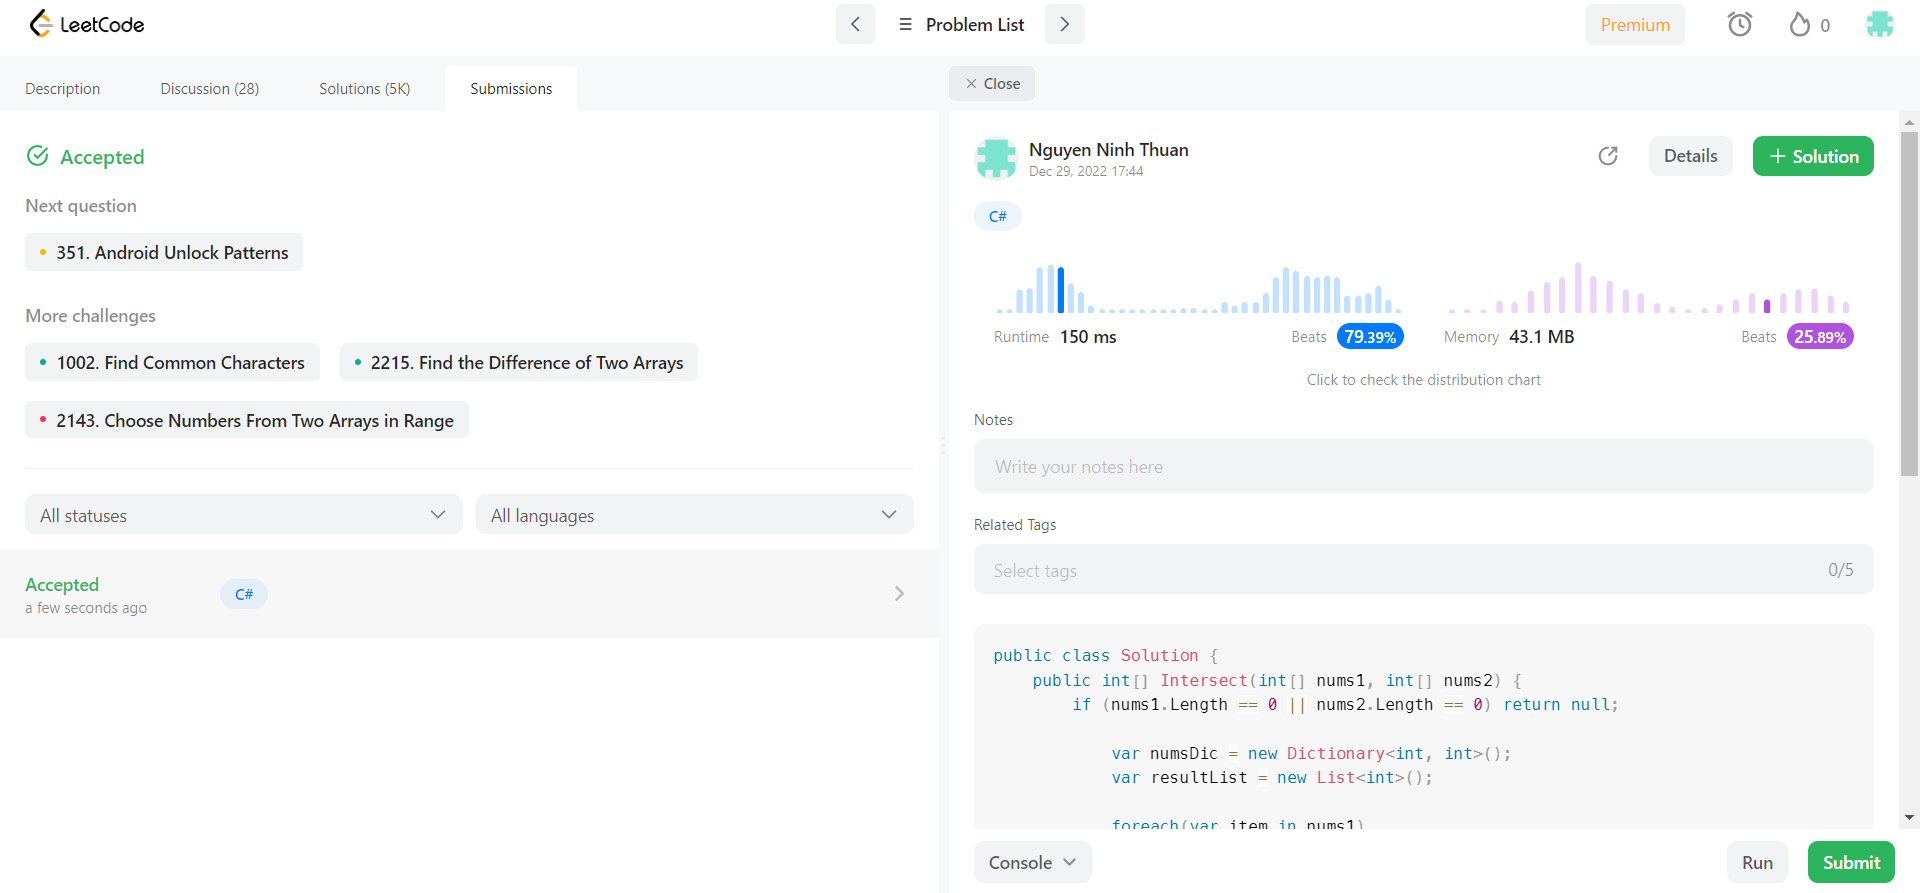 LeetCode
Problem List
Premium
0
Description
Discussion (28)
Solutions (5K)
Submissions
Close
Accepted
Next question
351. Android Unlock Patterns
More challenges
1002. Find Common Characters
2215. Find the Difference of Two Arrays
2143. Choose Numbers From Two Arrays in Range
All statuses
All languages
Accepted
a few seconds ago
C#
Nguyen Ninh Thuan
Dec 29, 2022 17:44
Details
+ Solution
C#
Runtime 150 ms
Beats 79.39%
Memory 43.1 MB
Beats 25.89%
Click to check the distribution chart
Notes
Write your notes here
Related Tags
Select tags
0/5
public class Solution {
    public int[] Intersect(int[] nums1, int[] nums2) {
        if (nums1.Length == 0 || nums2.Length == 0) return null;
            var numsDic = new Dictionary<int, int>();
            var resultList = new List<int>();
            foreach(var item in nums1)
Console
Run
Submit